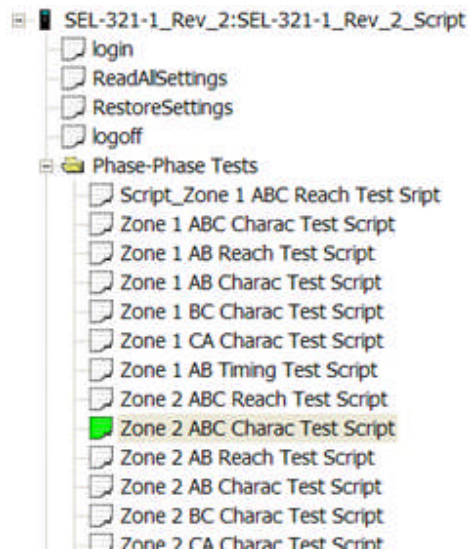 SEL-321-1_Rev_2:SEL-321-1_Rev_2_Script
login
ReadAllSettings
RestoreSettings
logoff
Phase-Phase Tests
Script_Zone 1 ABC Reach Test Sript
Zone 1 ABC Charac Test Script
Zone 1 AB Reach Test Script
Zone 1 AB Charac Test Script
Zone 1 BC Charac Test Script
Zone 1 CA Charac Test Script
Zone 1 AB Timing Test Script
Zone 2 ABC Reach Test Script
Zone 2 ABC Charac Test Script
Zone 2 AB Reach Test Script
Zone 2 AB Charac Test Script
Zone 2 BC Charac Test Script
Zone 2 CA Charac Test Script